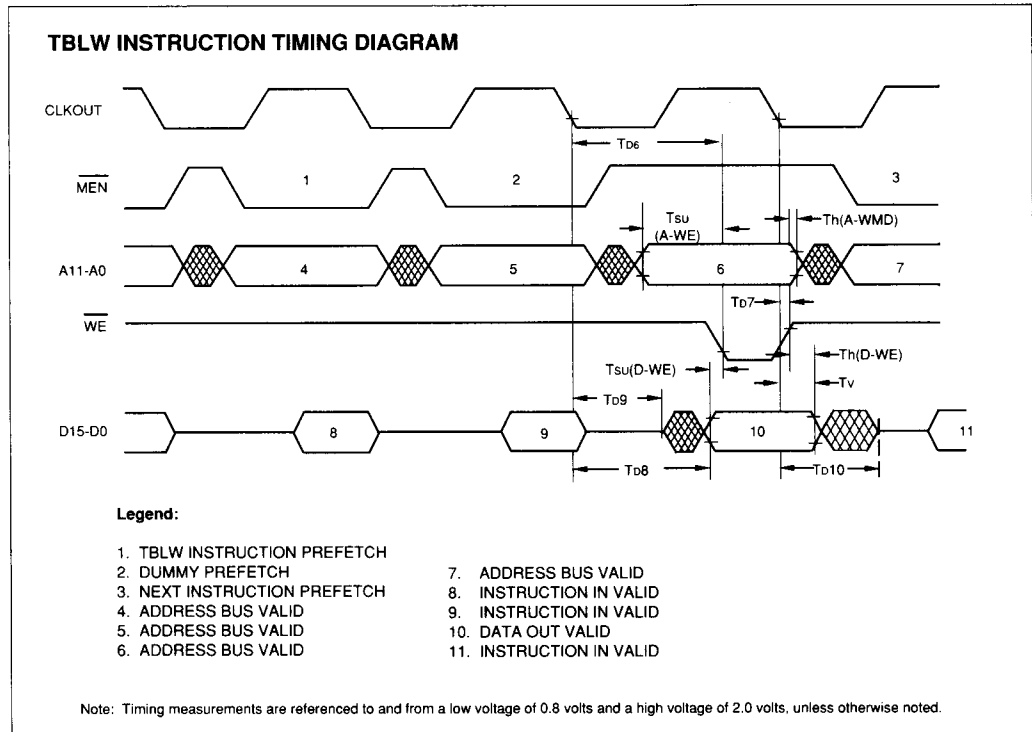 TBLW INSTRUCTION TIMING DIAGRAM
CLKOUT
TD6
MEN
1
2
3
Tsu
(A-WE)
Th(A-WMD)
A11-A0
4
5
6
7
TD7
WE
Tsu(D-WE)
Th(D-WE)
TD9
Tv
D15-D0
8
9
10
11
TD8
TD10
Legend:
1. TBLW INSTRUCTION PREFETCH
2. DUMMY PREFETCH
3. NEXT INSTRUCTION PREFETCH
4. ADDRESS BUS VALID
5. ADDRESS BUS VALID
6. ADDRESS BUS VALID
7. ADDRESS BUS VALID
8. INSTRUCTION IN VALID
9. INSTRUCTION IN VALID
10. DATA OUT VALID
11. INSTRUCTION IN VALID
Note: Timing measurements are referenced to and from a low voltage of 0.8 volts and a high voltage of 2.0 volts, unless otherwise noted.